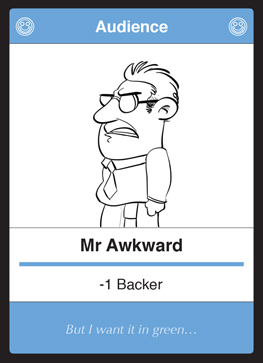 Audience
Mr Awkward
-1 Backer
But I want it in green...